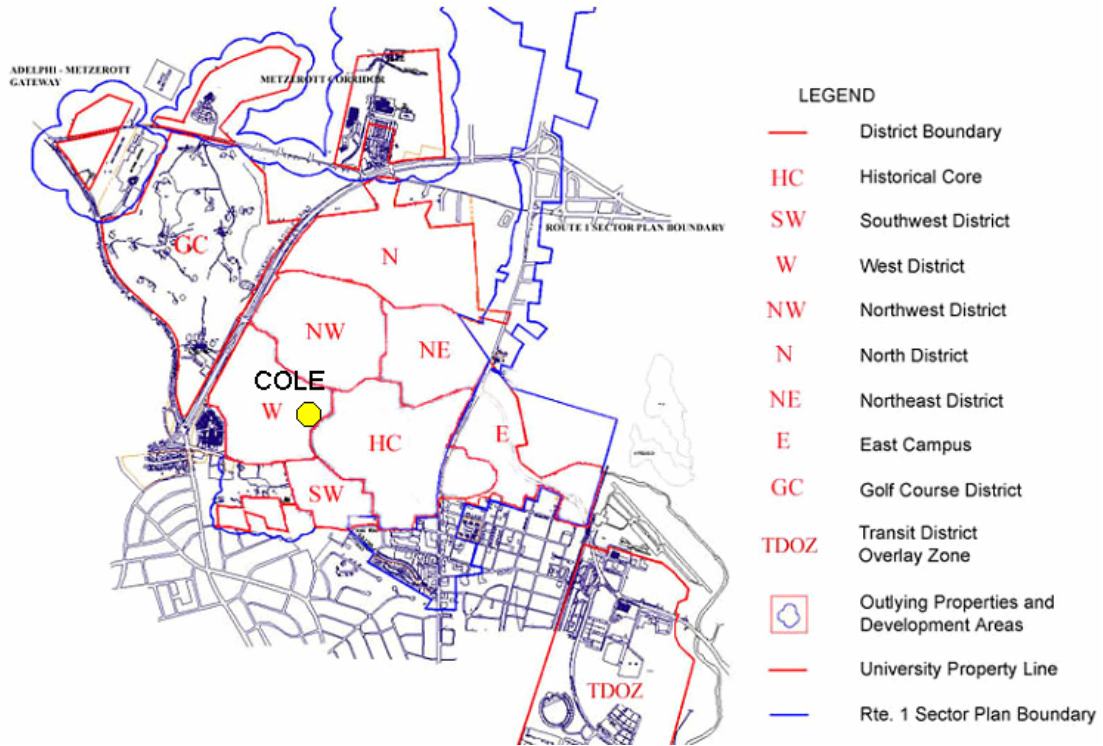 ADELPHI - METZEROTT
GATEWAY
METZEROTT CORRIDOR
ROUTE 1 SECTOR PLAN BOUNDARY
GC
N
NW
NE
COLE
W
HC
E
SW
TDOZ
LEGEND
District Boundary
HC Historical Core
SW Southwest District
W West District
NW Northwest District
N North District
NE Northeast District
E East Campus
GC Golf Course District
TDOZ Transit District
Overlay Zone
Outlying Properties and
Development Areas
University Property Line
Rte. 1 Sector Plan Boundary